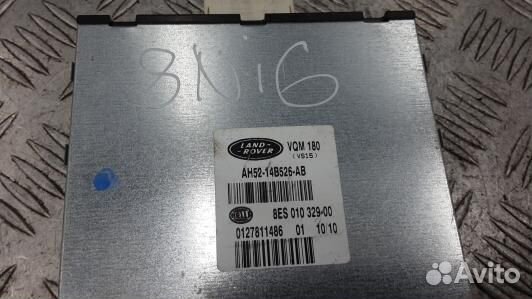 3N16
LAND-
ROVER
VQM 180
(VS15)
AH52-14B526-AB
HELLA
8ES 010 329-00
0127811486 01 10/10
Avito